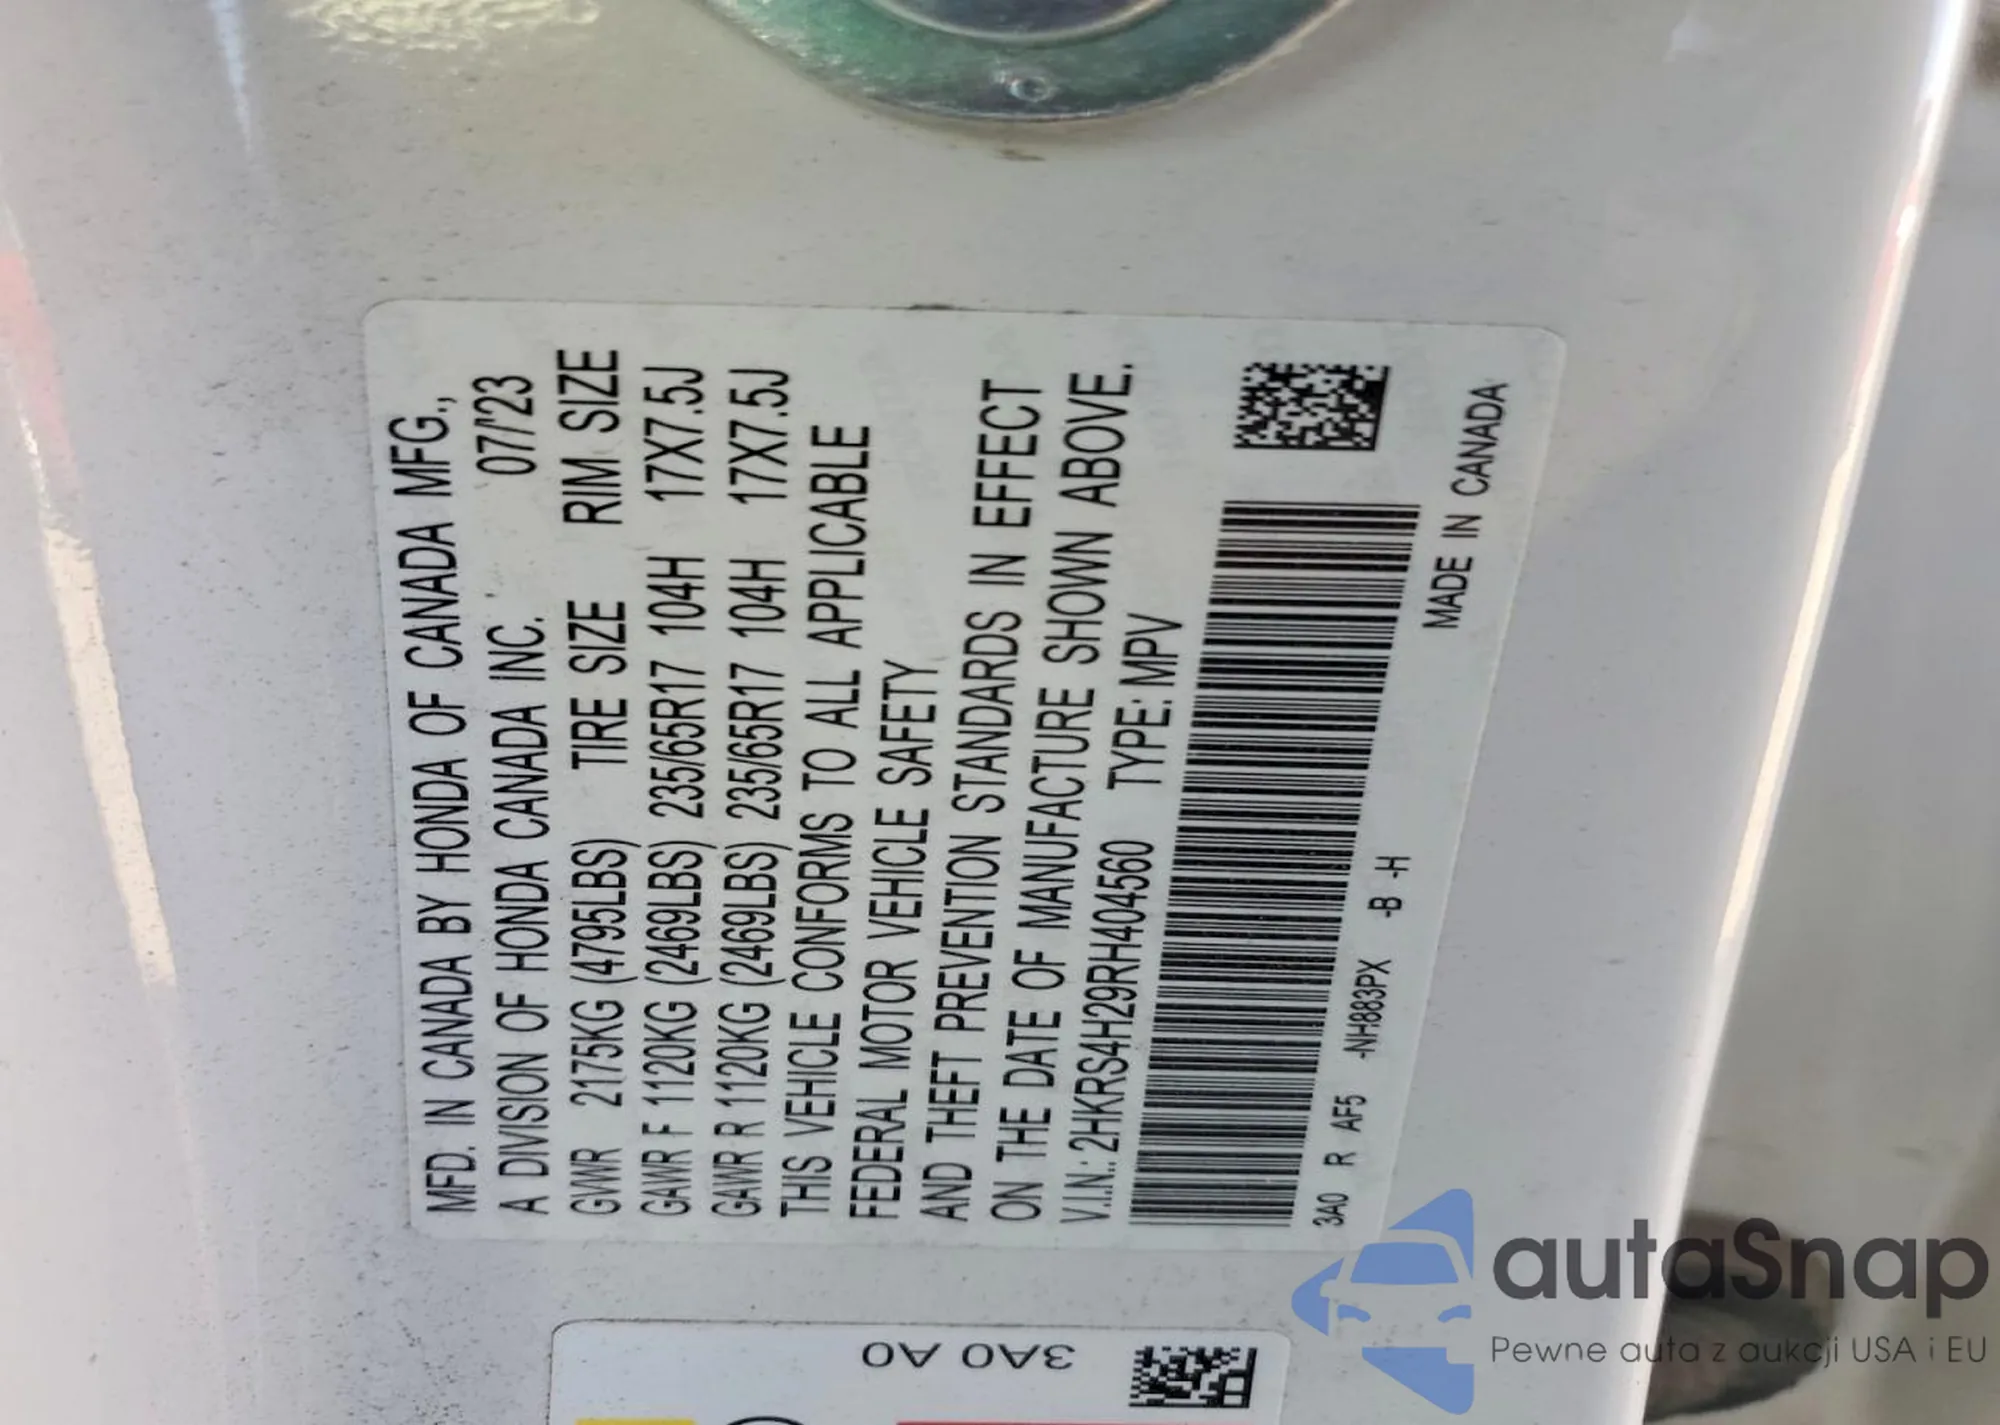 MFD. IN CANADA BY HONDA OF CANADA MFG.,
A DIVISION OF HONDA CANADA INC. 07/'23
GWR 2175KG (4795LBS) TIRE SIZE RIM SIZE
GAWR F 1120KG (2469LBS) 235/65R17 104H 17X7.5J
GAWR R 1120KG (2469LBS) 235/65R17 104H 17X7.5J
THIS VEHICLE CONFORMS TO ALL APPLICABLE
FEDERAL MOTOR VEHICLE SAFETY
AND THEFT PREVENTION STANDARDS IN EFFECT
ON THE DATE OF MANUFACTURE SHOWN ABOVE.
V.I.N.: 2HKRS4H29RH404560 TYPE: MPV
3A0 R AF5 -NH883PX -B -H
MADE IN CANADA
3A0 A0
autaSnap
Pewne auta z aukcji USA i EU